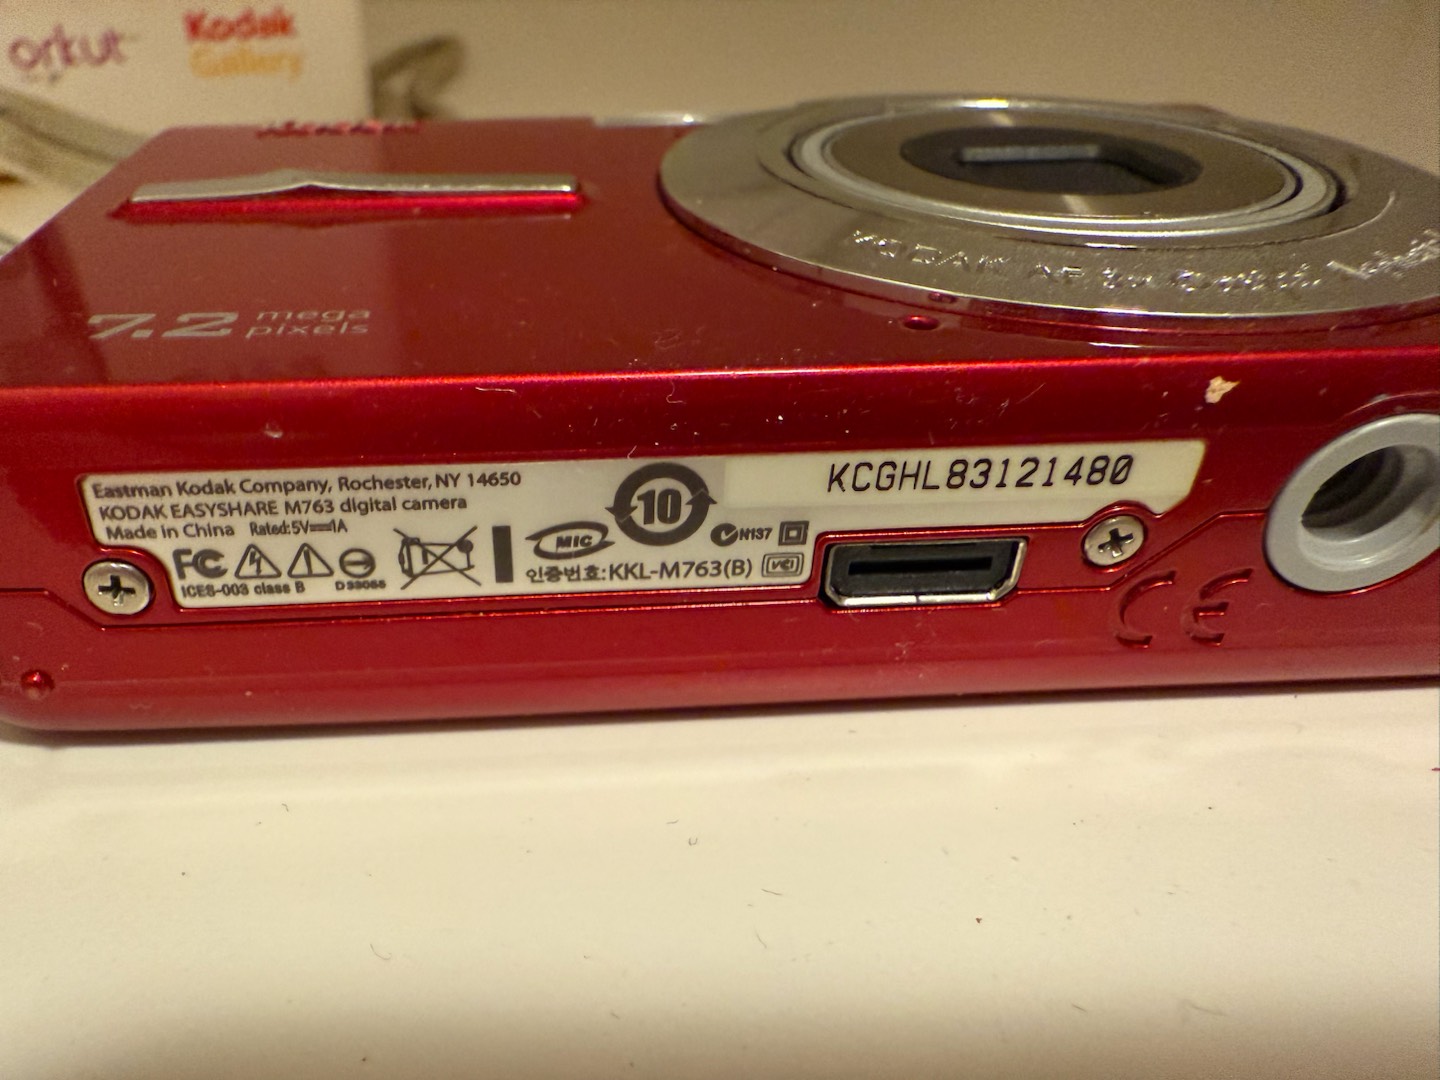 orkut
Kodak
Gallery
7.2 mega
pixels
KODAK AF
Eastman Kodak Company, Rochester, NY 14650
KODAK EASYSHARE M763 digital camera
Made in China Rated:5V⎓1A
FC
ICES-003 class B
D33055
MIC
10
N137
인증번호:KKL-M763(B)
VCI
KCGHL83121480
CE